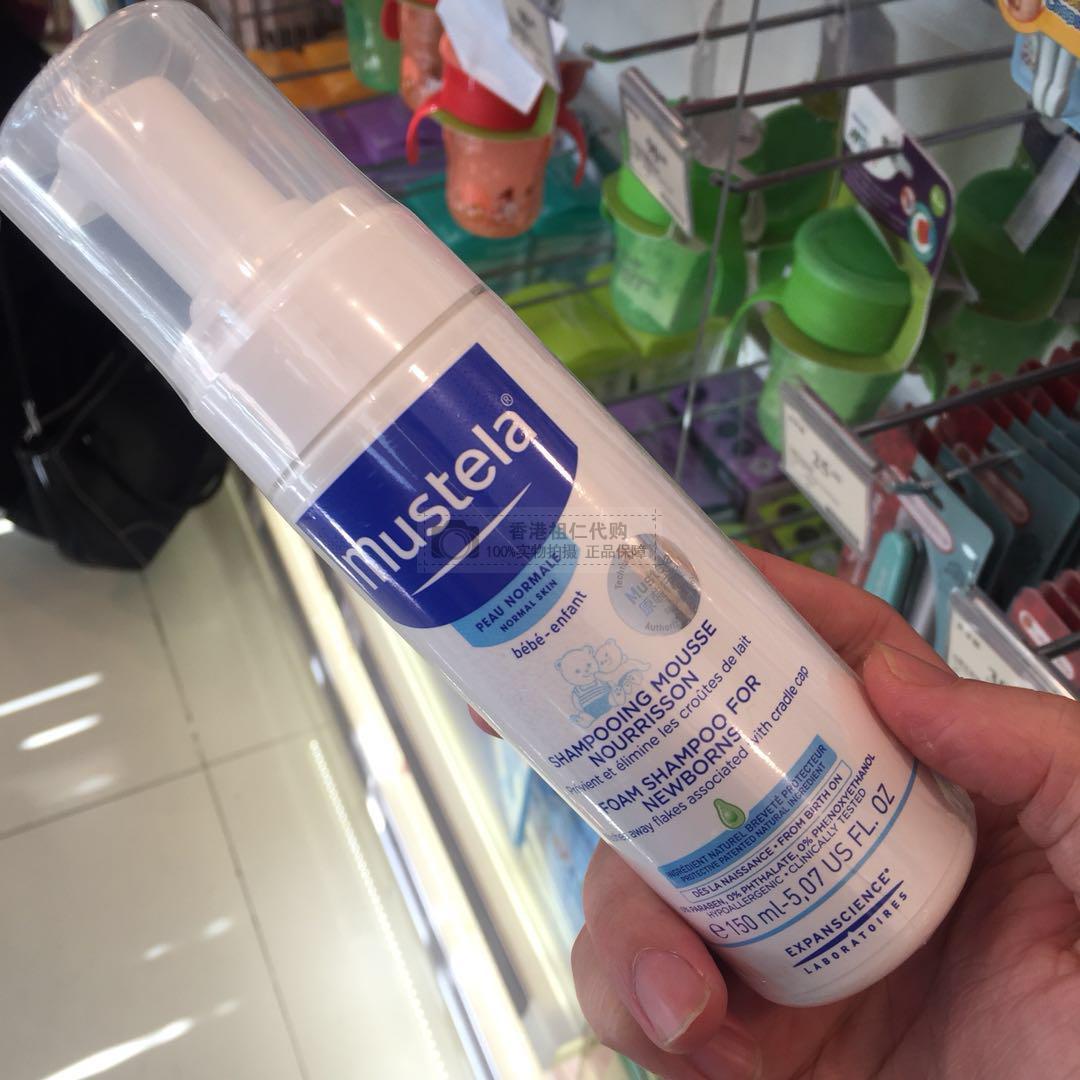 mustela®
PEAU NORMALE
NORMAL SKIN
bébé-enfant
香港祖仁代购
100%实物拍摄 正品保障
SHAMPOOING MOUSSE
NOURRISSON
Prévient et élimine les croûtes de lait
FOAM SHAMPOO FOR
NEWBORNS
away flakes associated with cradle cap
INGRÉDIENT NATUREL BREVETÉ PROTECTEUR
PROTECTIVE PATENTED NATURAL INGREDIENT
DÈS LA NAISSANCE • FROM BIRTH ON
0% PARABEN, 0% PHTHALATE, 0% PHENOXYETHANOL
HYPOALLERGENIC • CLINICALLY TESTED
℮ 150 mL-5,07 US FL. OZ
EXPANSCIENCE®
LABORATOIRES